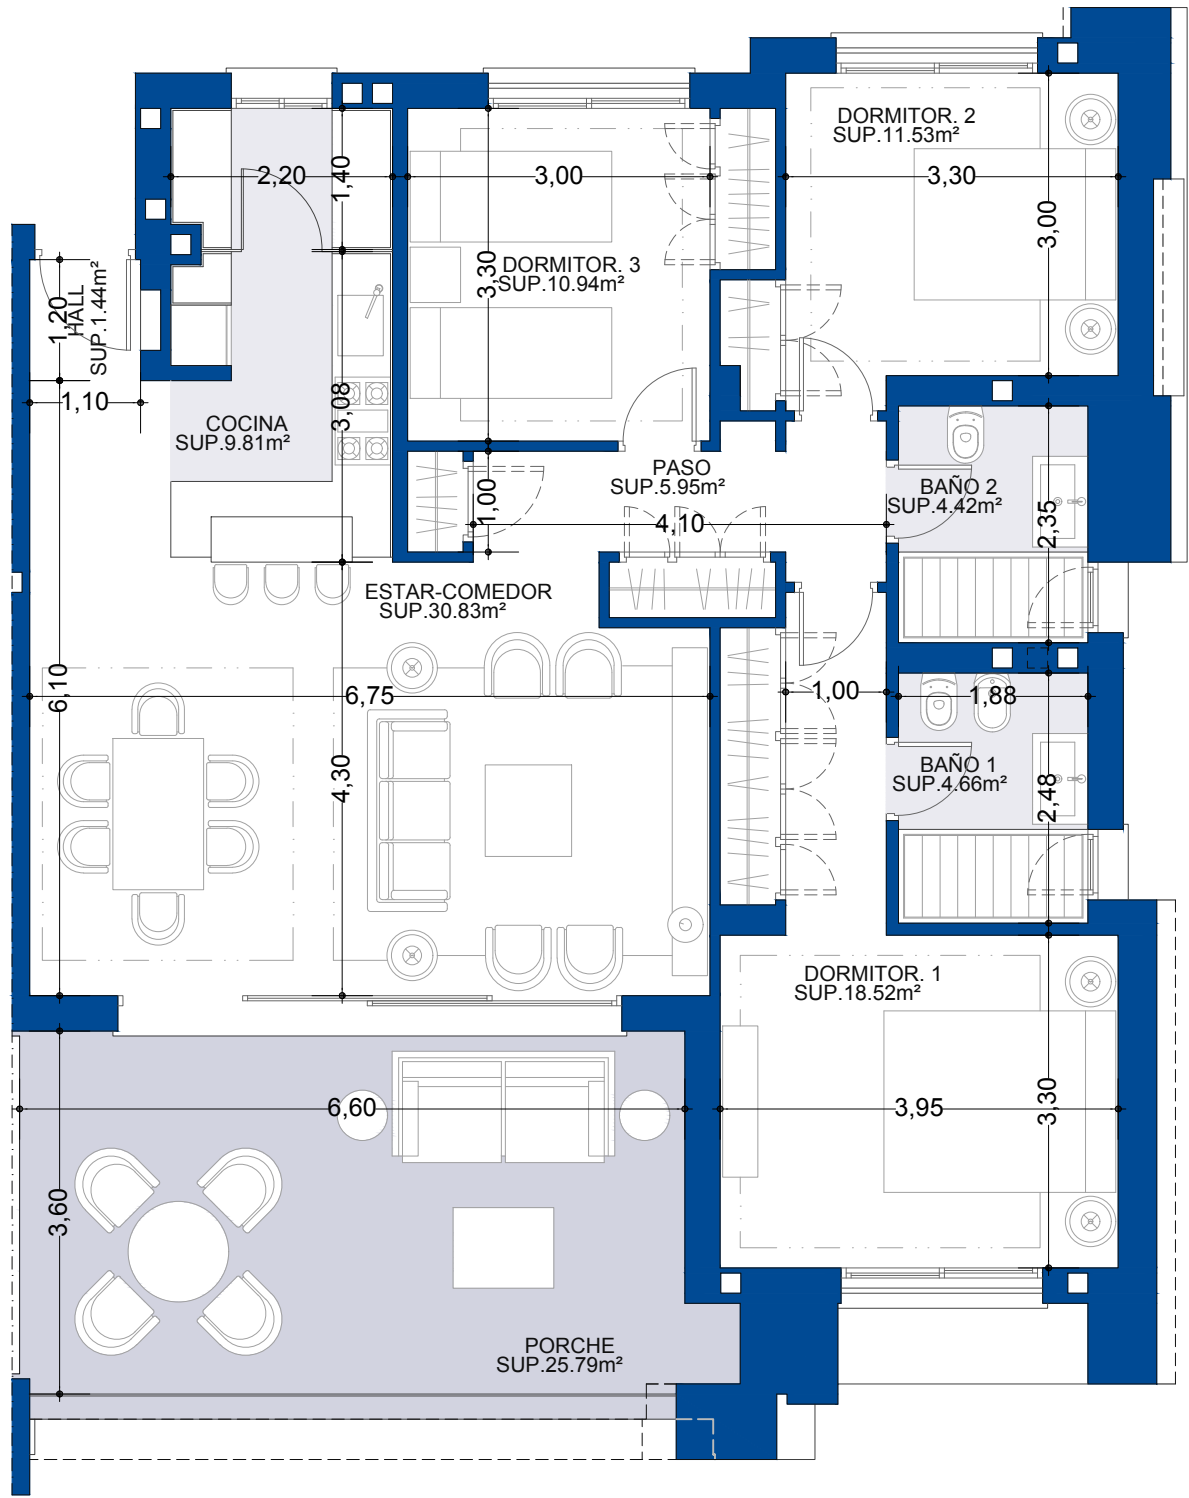 DORMITOR. 2
SUP.11.53m²
2,20
1,40
3,00
3,30
3,00
DORMITOR. 3
SUP.10.94m²
3,30
HALL
SUP.1.44m²
1,20
1,10
COCINA
SUP.9.81m²
3,08
PASO
SUP.5.95m²
1,00
4,10
BAÑO 2
SUP.4.42m²
2,35
ESTAR-COMEDOR
SUP.30.83m²
6,10
6,75
1,00
1,88
4,30
BAÑO 1
SUP.4.66m²
2,48
DORMITOR. 1
SUP.18.52m²
6,60
3,95
3,30
3,60
PORCHE
SUP.25.79m²